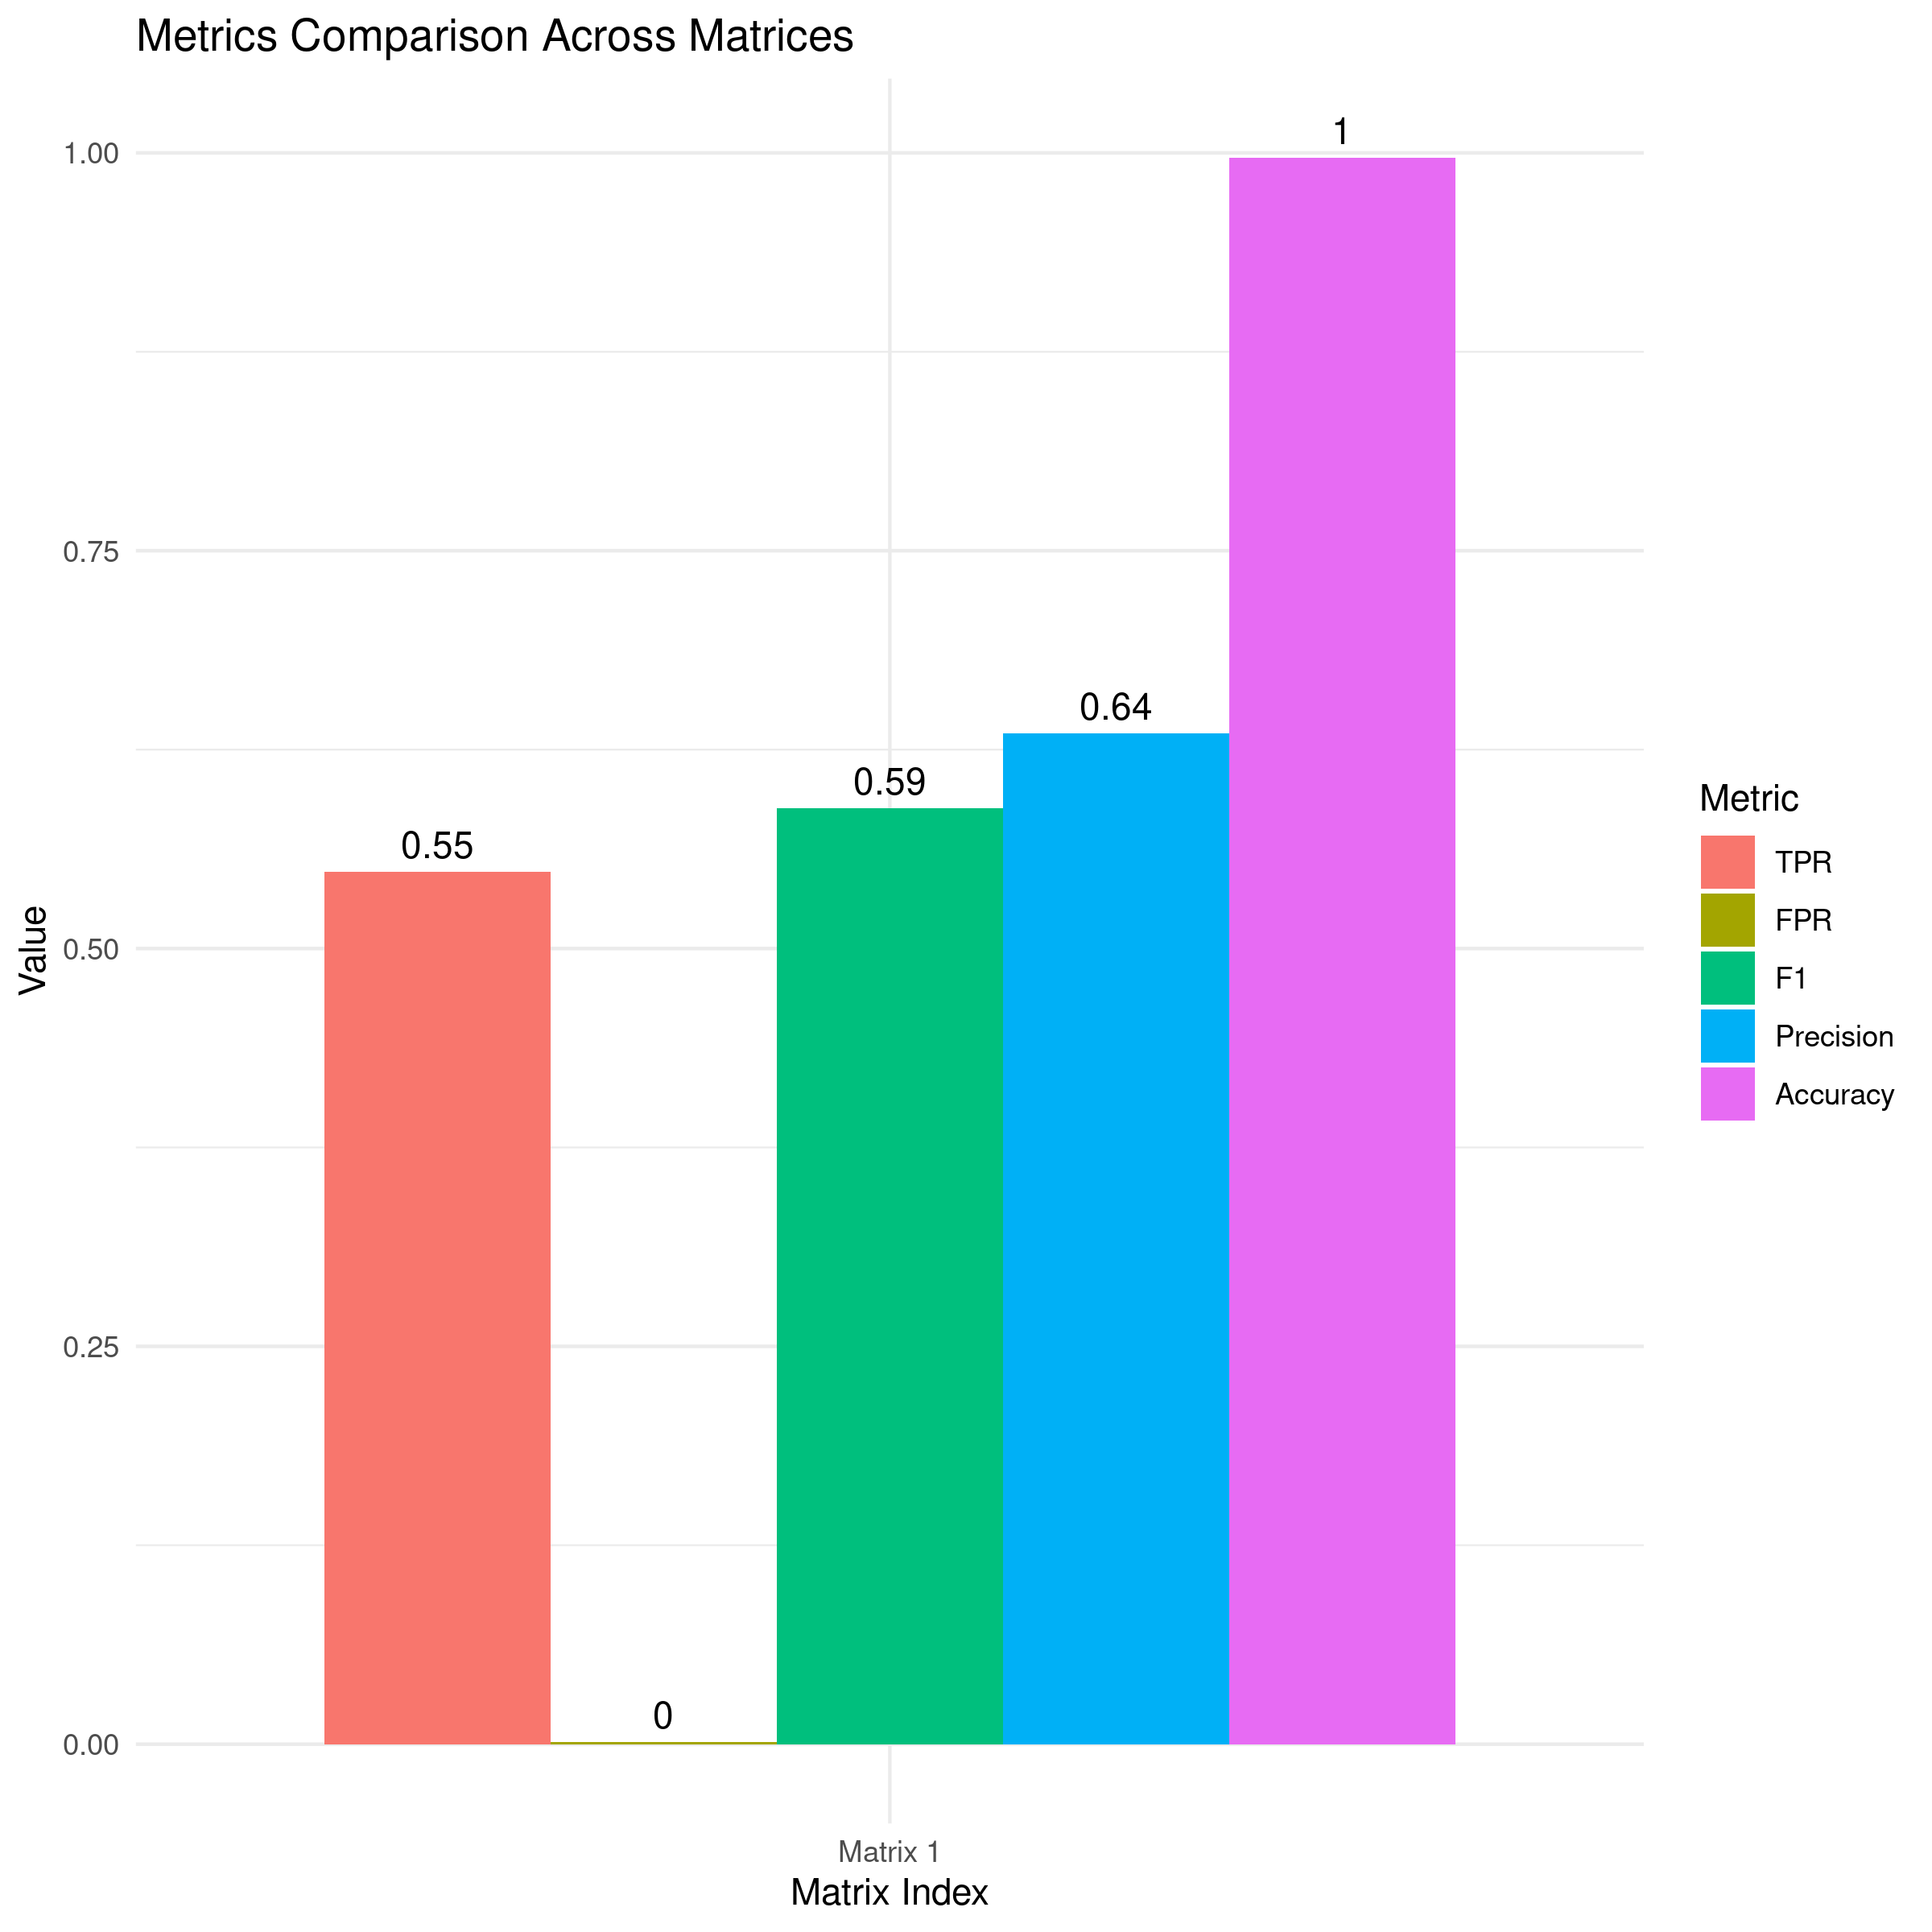 Metrics Comparison Across Matrices
1.00
0.75
0.50
0.25
0.00
Value
0.55
0
0.59
0.64
1
Matrix 1
Matrix Index
Metric
TPR
FPR
F1
Precision
Accuracy